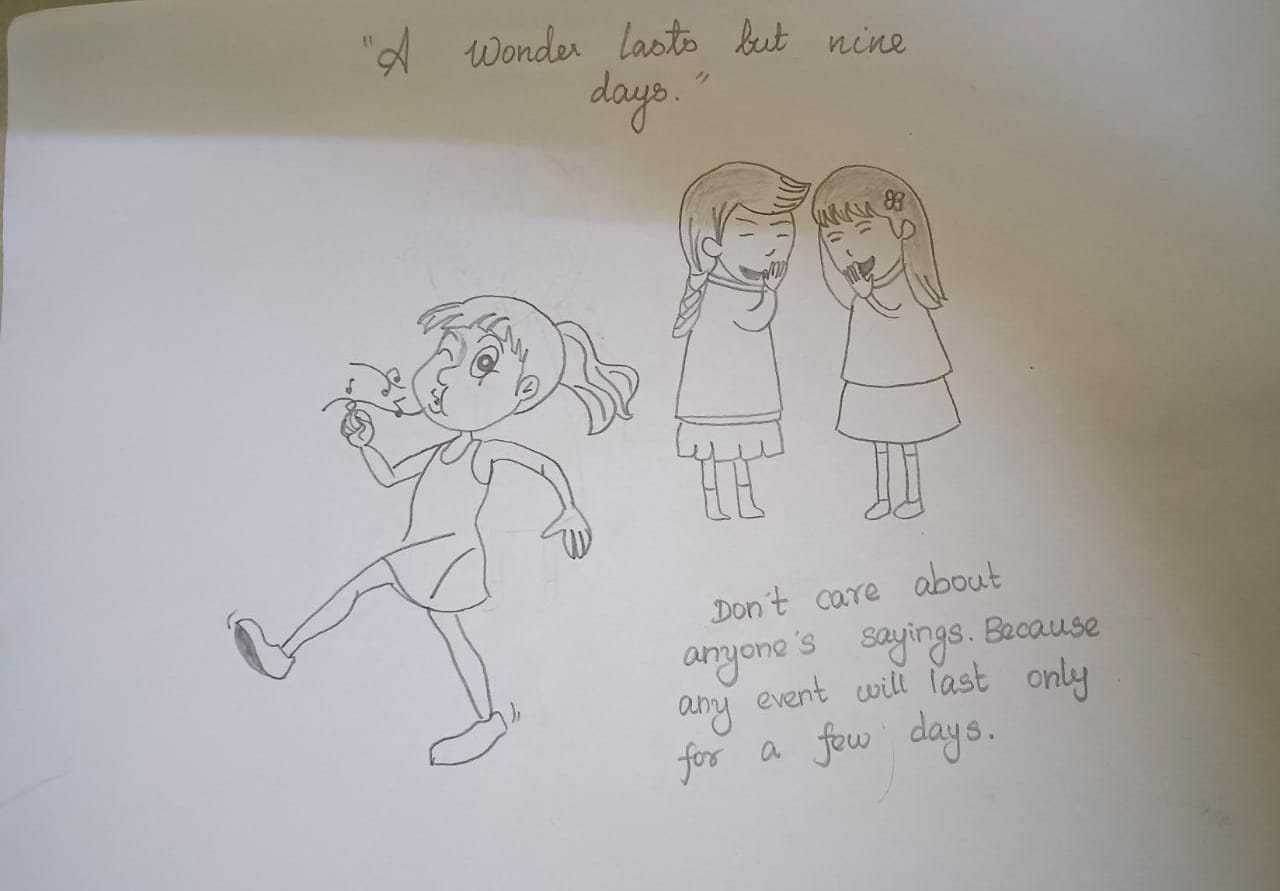 "A wonder lasts but nine
days."
Don't care about
anyone's sayings. Because
any event will last only
for a few days.